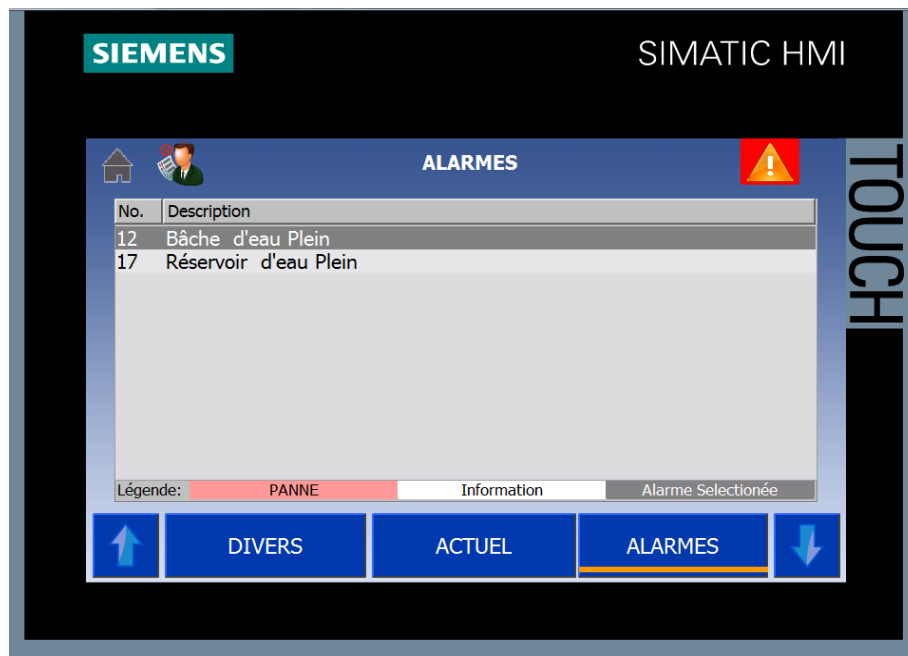 SIEMENS
SIMATIC HMI
TOUCH
ALARMES
No. Description
12 Bâche d'eau Plein
17 Réservoir d'eau Plein
Légende: PANNE Information Alarme Selectionée
DIVERS ACTUEL ALARMES